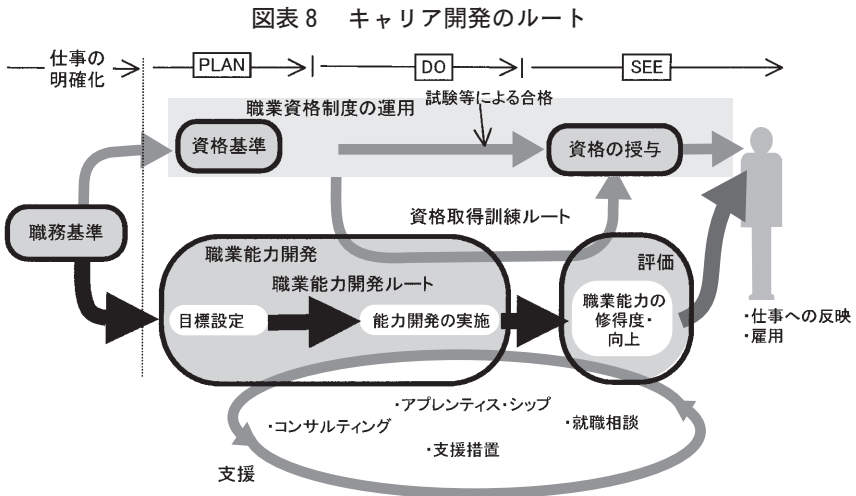 図表8 キャリア開発のルート
仕事の
明確化
PLAN
DO
SEE
職業資格制度の運用
試験等による合格
資格基準
資格の授与
資格取得訓練ルート
職務基準
職業能力開発
職業能力開発ルート
目標設定
能力開発の実施
評価
職業能力の
修得度・
向上
・仕事への反映
・雇用
・アプレンティス・シップ
・コンサルティング
・就職相談
・支援措置
支援